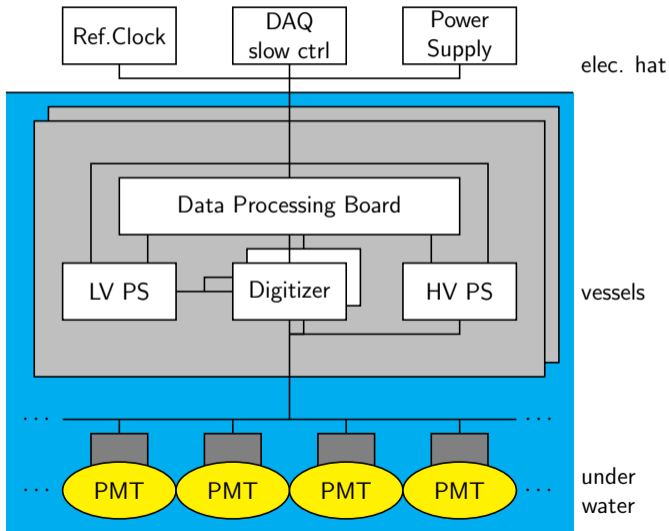 Ref.Clock
DAQ
slow ctrl
Power
Supply
elec. hat
Data Processing Board
LV PS
Digitizer
HV PS
vessels
... ...
PMT PMT PMT PMT
... ...
under
water